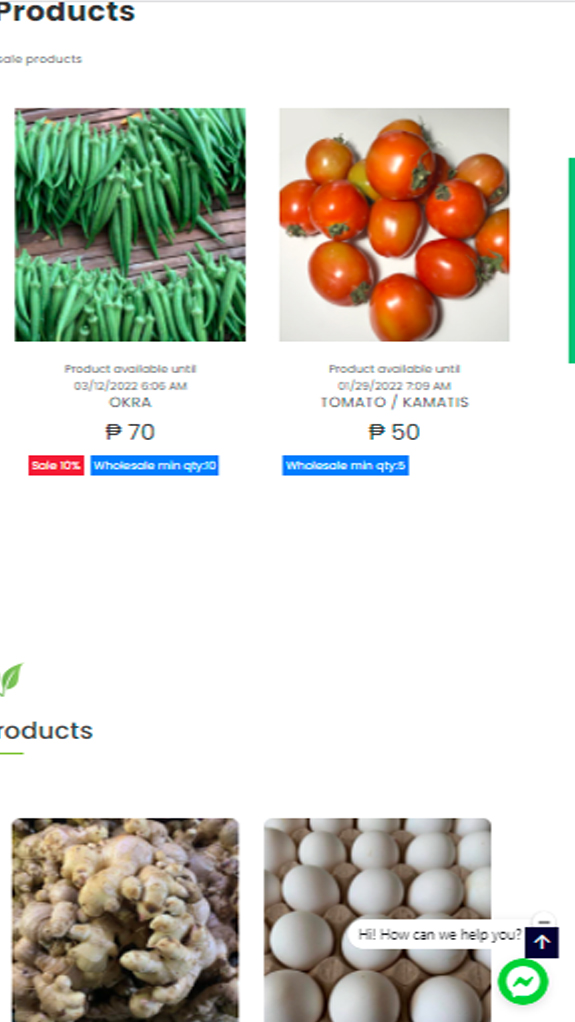 Products
sale products
Product available until
03/12/2022 6:06 AM
OKRA
₱ 70
Sale 10% Wholesale min qty:10
Product available until
01/29/2022 7:09 AM
TOMATO / KAMATIS
₱ 50
Wholesale min qty:5
roducts
Hi! How can we help you?